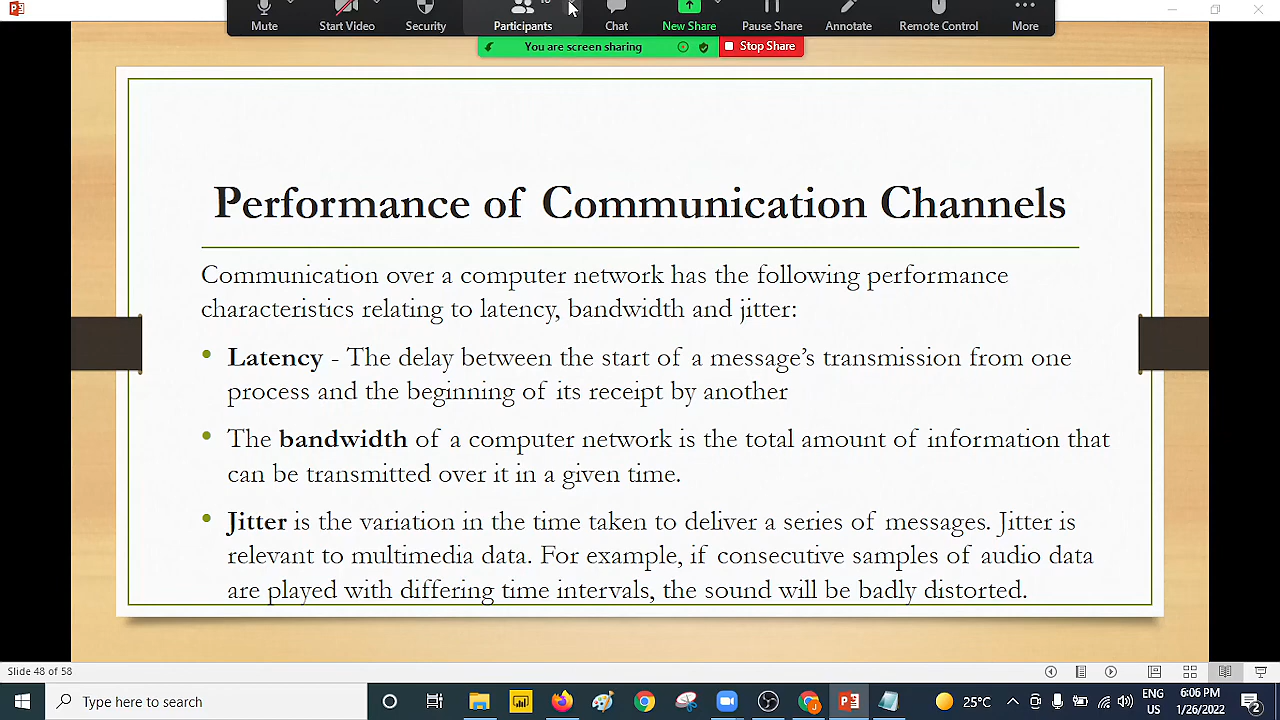 Mute
Start Video
Security
Participants
Chat
New Share
Pause Share
Annotate
Remote Control
More
You are screen sharing
Stop Share
Performance of Communication Channels
Communication over a computer network has the following performance
characteristics relating to latency, bandwidth and jitter:
• Latency - The delay between the start of a message’s transmission from one
process and the beginning of its receipt by another
• The bandwidth of a computer network is the total amount of information that
can be transmitted over it in a given time.
• Jitter is the variation in the time taken to deliver a series of messages. Jitter is
relevant to multimedia data. For example, if consecutive samples of audio data
are played with differing time intervals, the sound will be badly distorted.
Slide 48 of 58
Type here to search
25°C
ENG
US
6:06 PM
1/26/2022
2